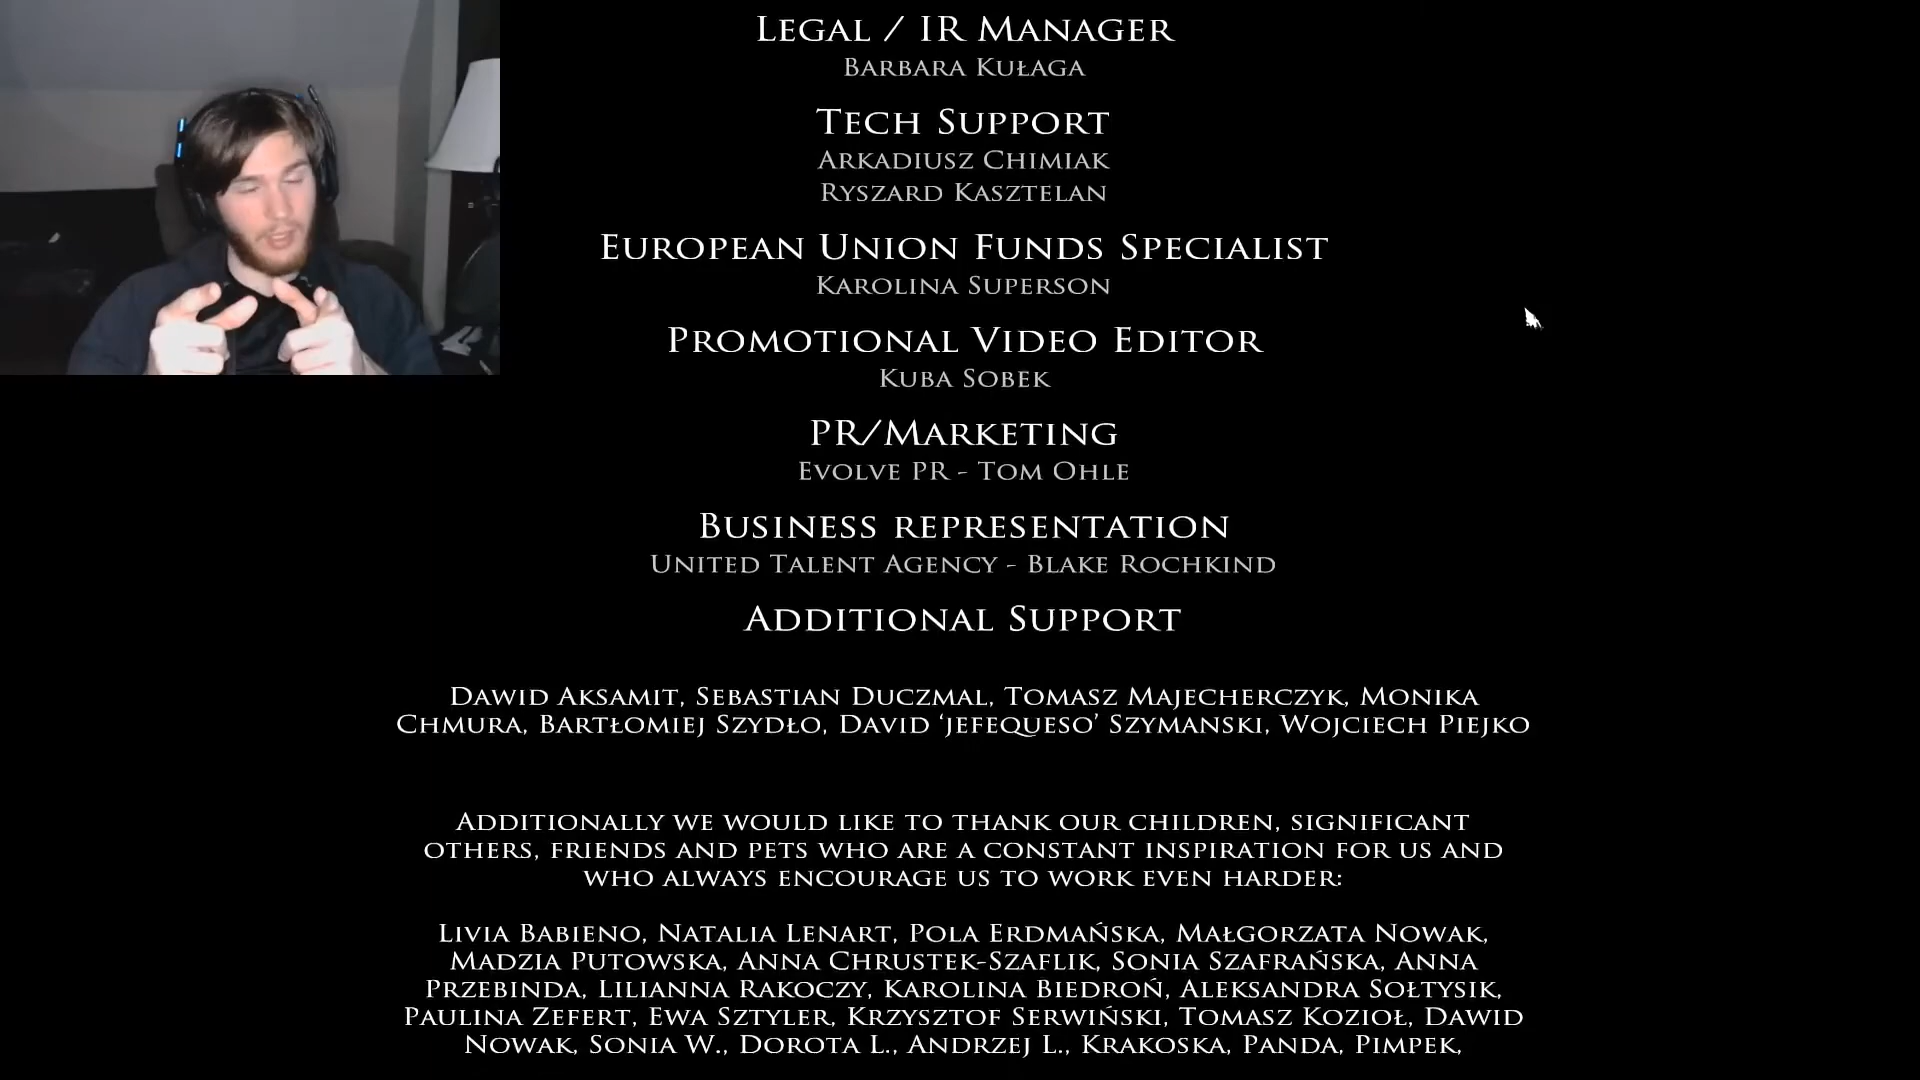 Legal / IR Manager
Barbara Kułaga
Tech Support
Arkadiusz Chimiak
Ryszard Kasztelan
European Union Funds Specialist
Karolina Superson
Promotional Video Editor
Kuba Sobek
PR/Marketing
Evolve PR - Tom Ohle
Business representation
United Talent Agency - Blake Rochkind
Additional Support
Dawid Aksamit, Sebastian Duczmal, Tomasz Majecherczyk, Monika
Chmura, Bartłomiej Szydło, David ‘jefequeso’ Szymanski, Wojciech Piejko
Additionally we would like to thank our children, significant
others, friends and pets who are a constant inspiration for us and
who always encourage us to work even harder:
Livia Babieno, Natalia Lenart, Pola Erdmańska, Małgorzata Nowak,
Madzia Putowska, Anna Chrustek-Szaflik, Sonia Szafrańska, Anna
Przebinda, Lilianna Rakoczy, Karolina Biedroń, Aleksandra Sołtysik,
Paulina Zefert, Ewa Sztyler, Krzysztof Serwiński, Tomasz Kozioł, Dawid
Nowak, Sonia W., Dorota L., Andrzej L., Krakoska, Panda, Pimpek,